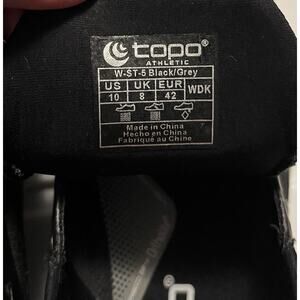 topo®
ATHLETIC
W-ST-5 Black/Grey
US UK EUR WDK
10 8 42
Made in China
Hecho en China
Fabriqué au Chine